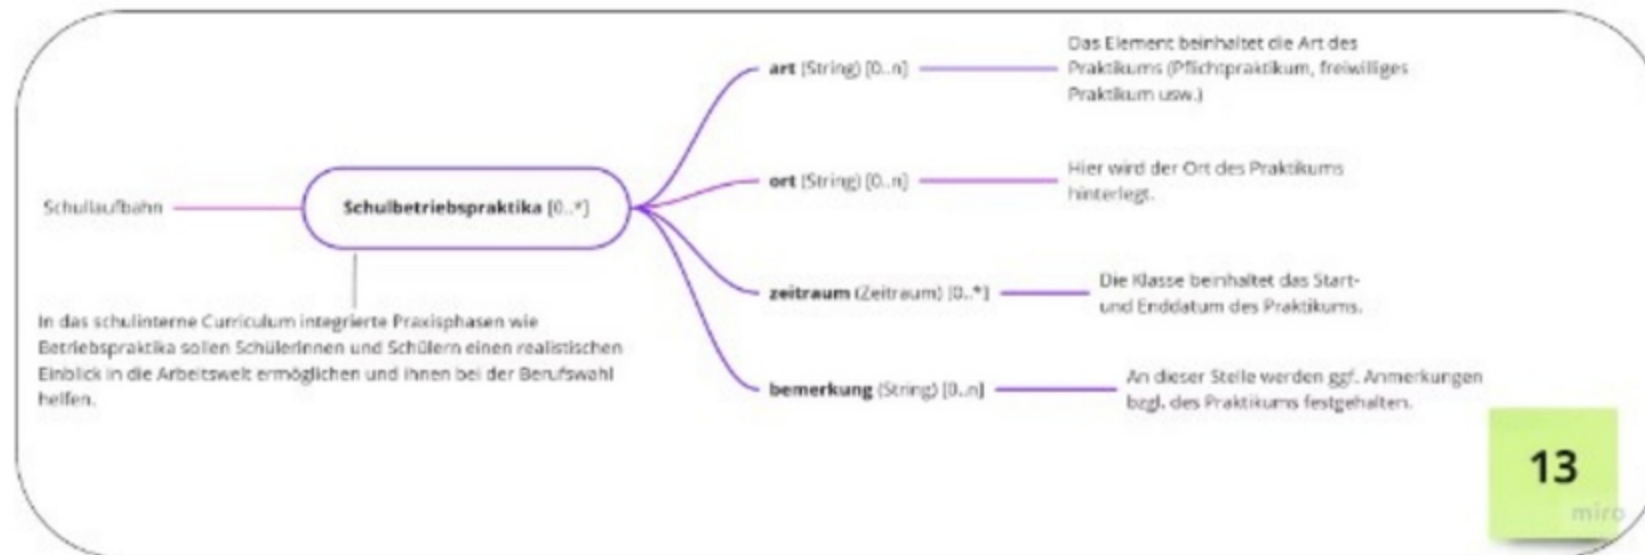 Schullaufbahn
Schulbetriebspraktika [0..*]
In das schulinterne Curriculum integrierte Praxisphasen wie
Betriebspraktika sollen Schülerinnen und Schülern einen realistischen
Einblick in die Arbeitswelt ermöglichen und ihnen bei der Berufswahl
helfen.
art (String) [0..n]
Das Element beinhaltet die Art des
Praktikums (Pflichtpraktikum, freiwilliges
Praktikum usw.)
ort (String) [0..n]
Hier wird der Ort des Praktikums
hinterlegt.
zeitraum (Zeitraum) [0..*]
Die Klasse beinhaltet das Start-
und Enddatum des Praktikums.
bemerkung (String) [0..n]
An dieser Stelle werden ggf. Anmerkungen
bzgl. des Praktikums festgehalten.
13
miro